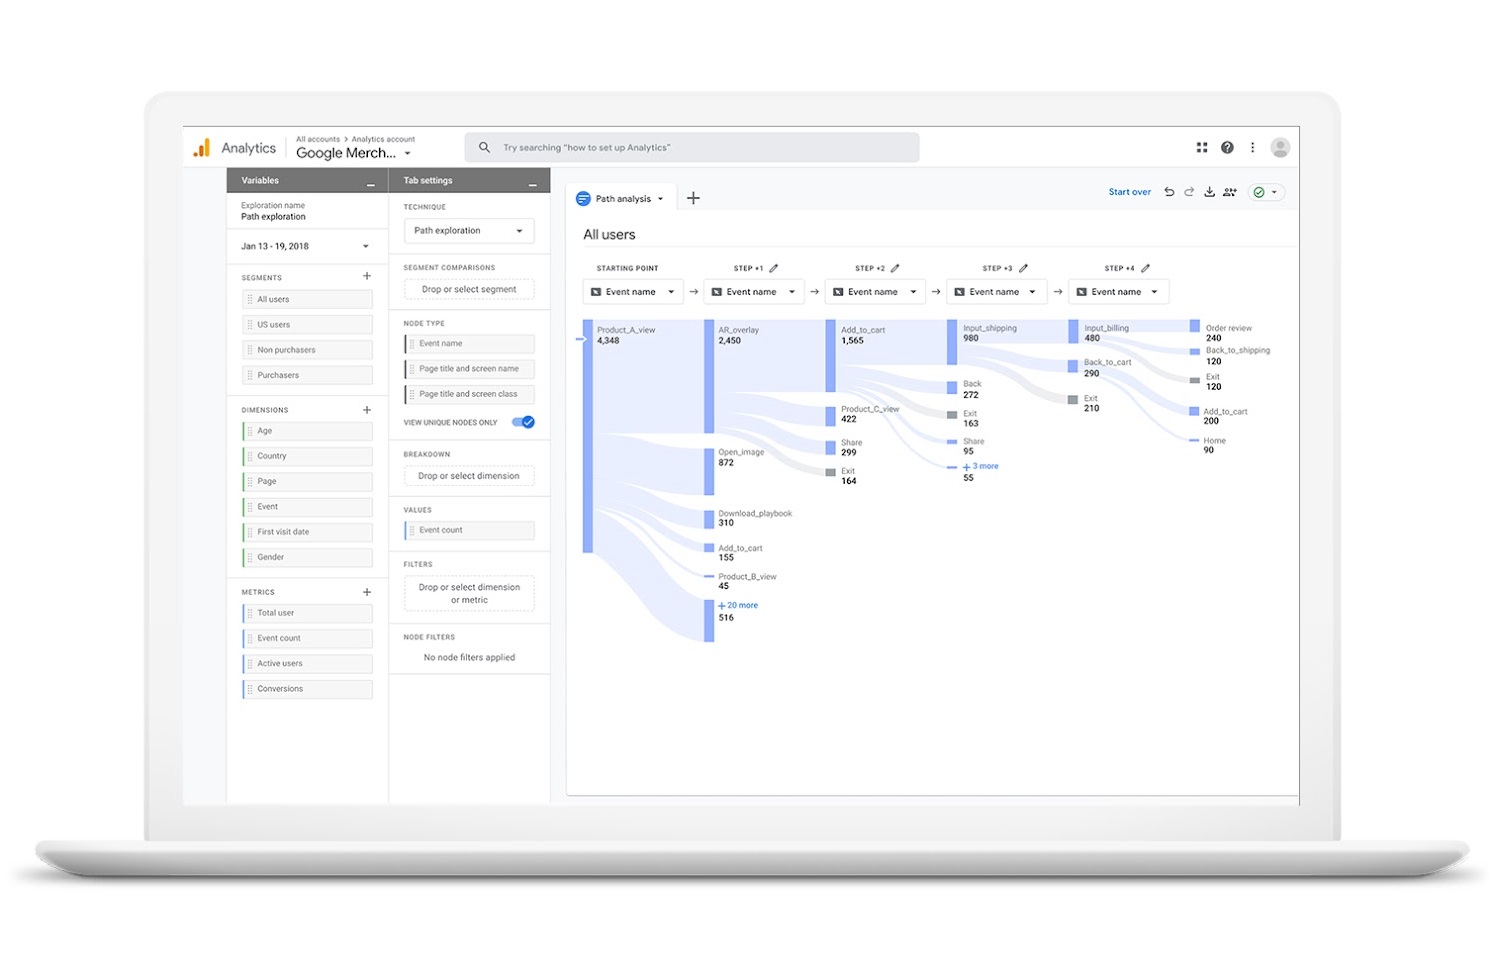 Analytics
All accounts > Analytics account
Google Merch...
Try searching "how to set up Analytics"
Variables
Exploration name
Path exploration
Jan 13 - 19, 2018
SEGMENTS
All users
US users
Non purchasers
Purchasers
DIMENSIONS
Age
Country
Page
Event
First visit date
Gender
METRICS
Total user
Event count
Active users
Conversions
Tab settings
TECHNIQUE
Path exploration
SEGMENT COMPARISONS
Drop or select segment
NODE TYPE
Event name
Page title and screen name
Page title and screen class
VIEW UNIQUE NODES ONLY
BREAKDOWN
Drop or select dimension
VALUES
Event count
FILTERS
Drop or select dimension
or metric
NODE FILTERS
No node filters applied
Path analysis
Start over
All users
STARTING POINT
Event name
Product_A_view
4,348
STEP +1
Event name
AR_overlay
2,450
Open_image
872
Download_playbook
310
Add_to_cart
155
Product_B_view
45
+ 20 more
516
STEP +2
Event name
Add_to_cart
1,565
Product_C_view
422
Share
299
Exit
164
STEP +3
Event name
Input_shipping
980
Back
272
Exit
163
Share
95
+ 3 more
55
STEP +4
Event name
Input_billing
480
Back_to_cart
290
Exit
210
Order review
240
Back_to_shipping
120
Exit
120
Add_to_cart
200
Home
90